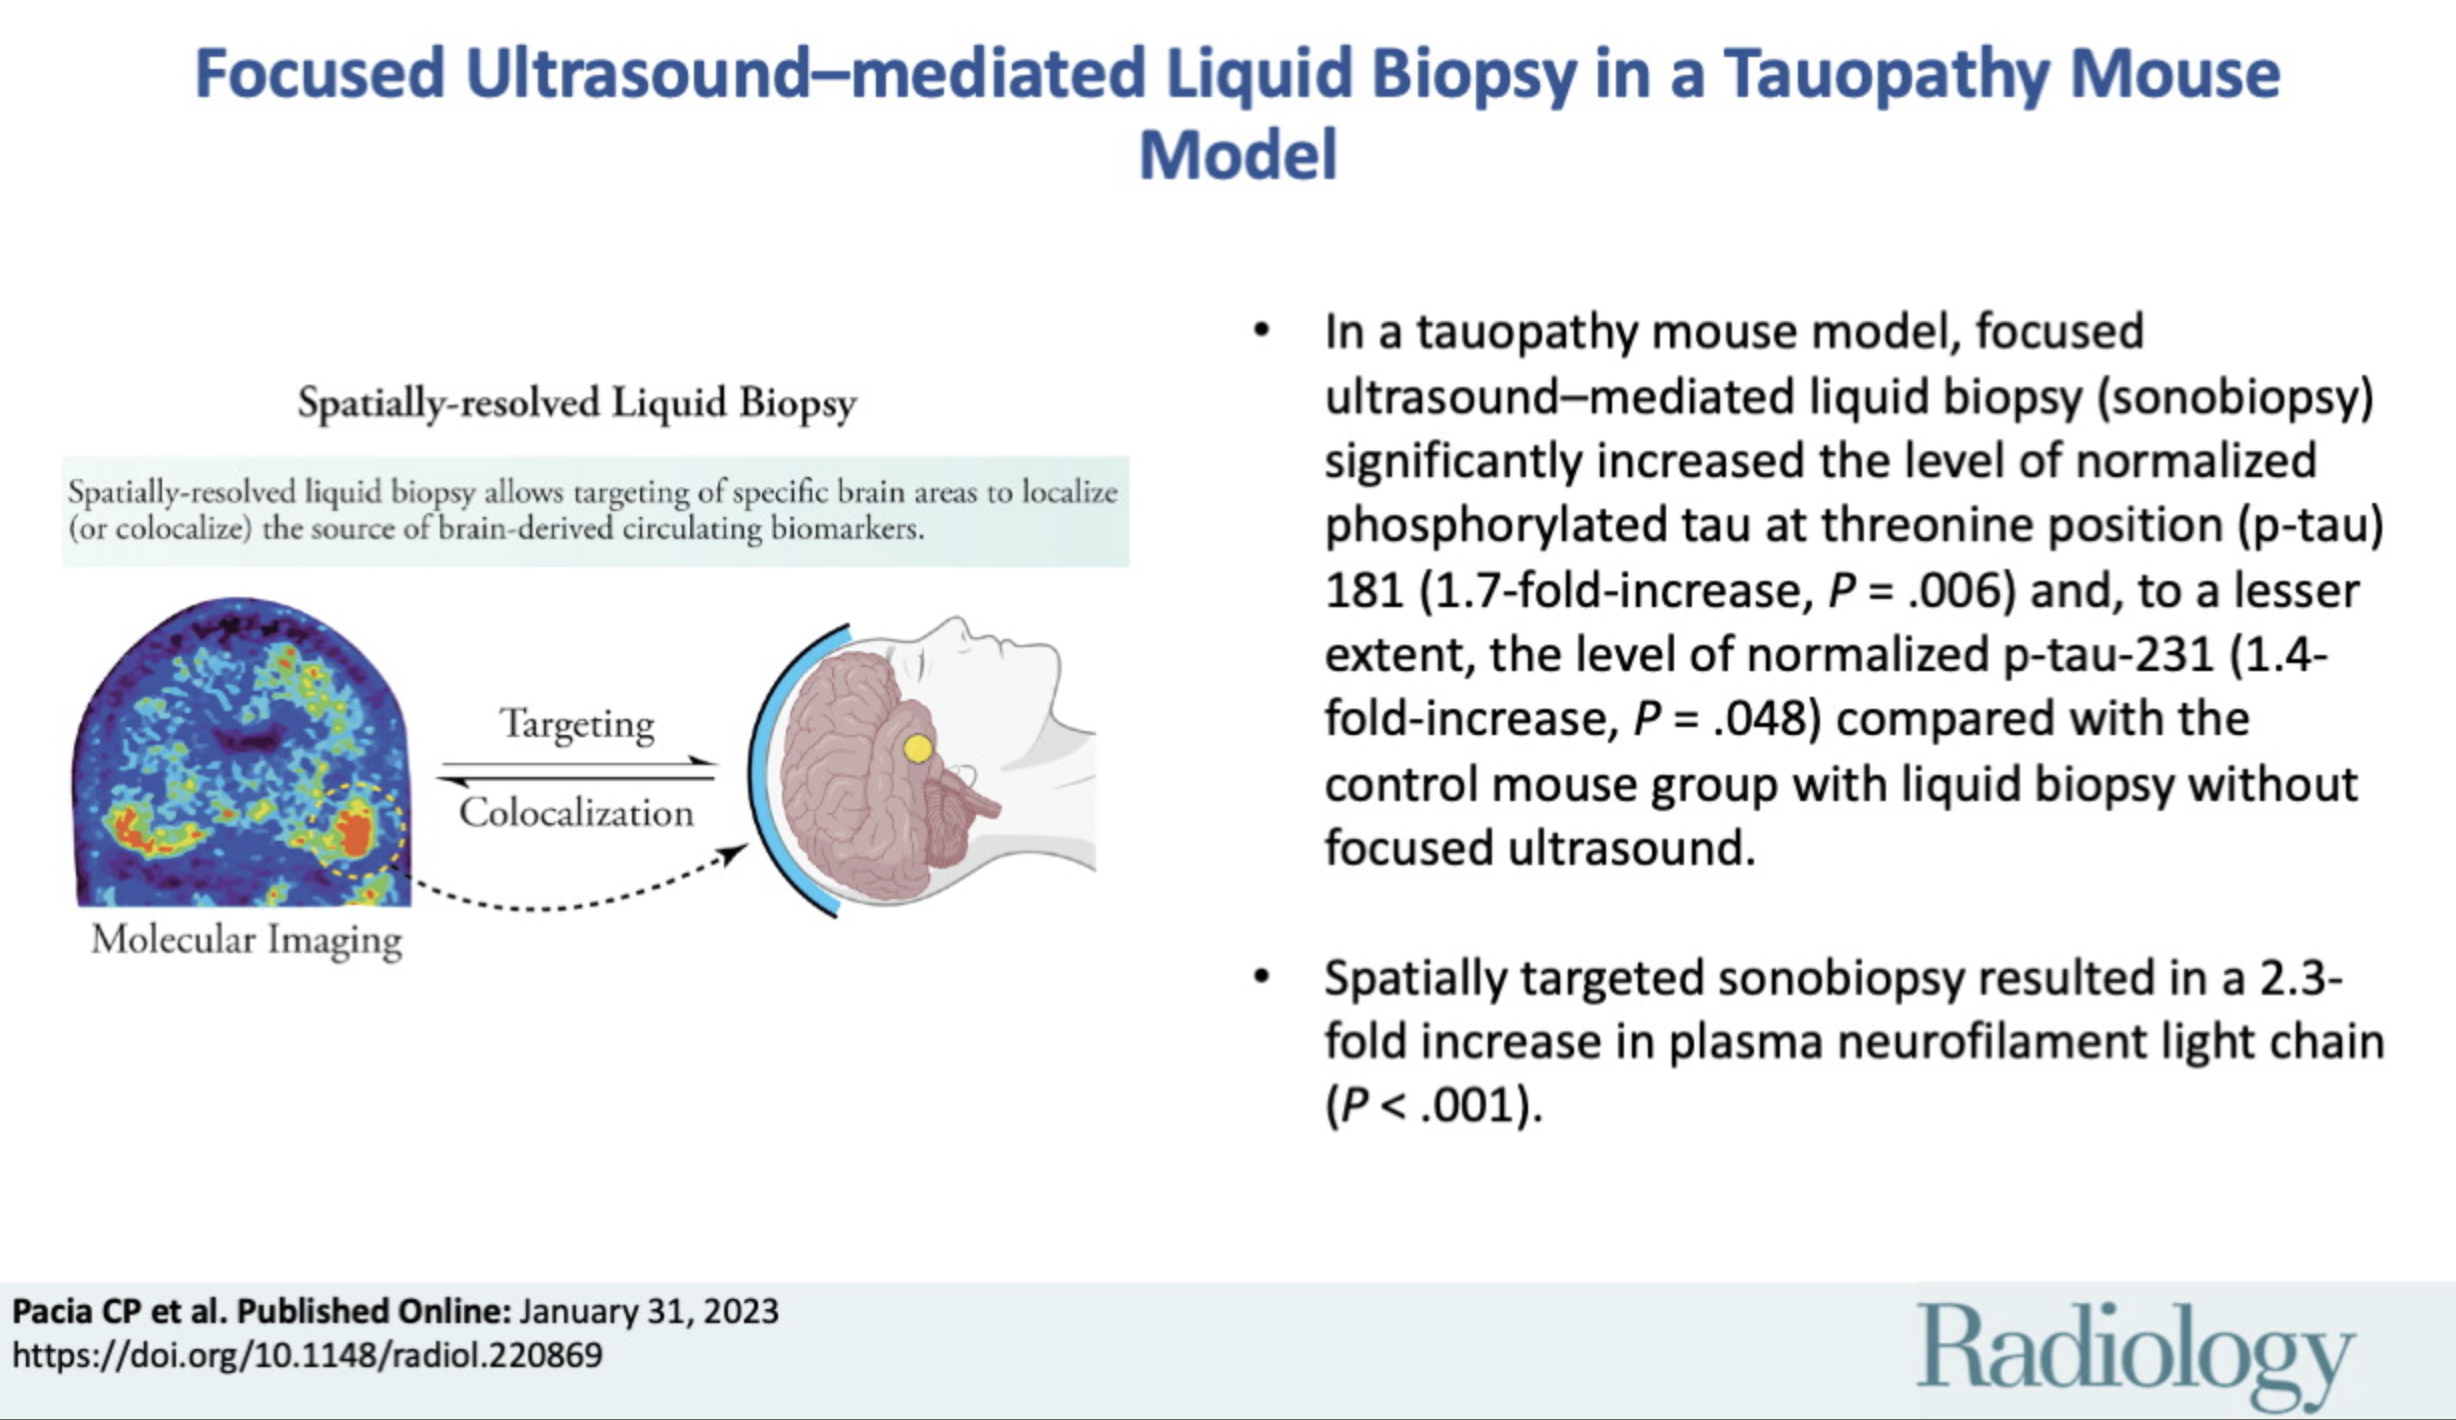 Focused Ultrasound–mediated Liquid Biopsy in a Tauopathy Mouse
Model
Spatially-resolved Liquid Biopsy
Spatially-resolved liquid biopsy allows targeting of specific brain areas to localize
(or colocalize) the source of brain-derived circulating biomarkers.
Targeting
Colocalization
Molecular Imaging
• In a tauopathy mouse model, focused
ultrasound–mediated liquid biopsy (sonobiopsy)
significantly increased the level of normalized
phosphorylated tau at threonine position (p-tau)
181 (1.7-fold-increase, P = .006) and, to a lesser
extent, the level of normalized p-tau-231 (1.4-
fold-increase, P = .048) compared with the
control mouse group with liquid biopsy without
focused ultrasound.
• Spatially targeted sonobiopsy resulted in a 2.3-
fold increase in plasma neurofilament light chain
(P < .001).
Pacia CP et al. Published Online: January 31, 2023
https://doi.org/10.1148/radiol.220869
Radiology